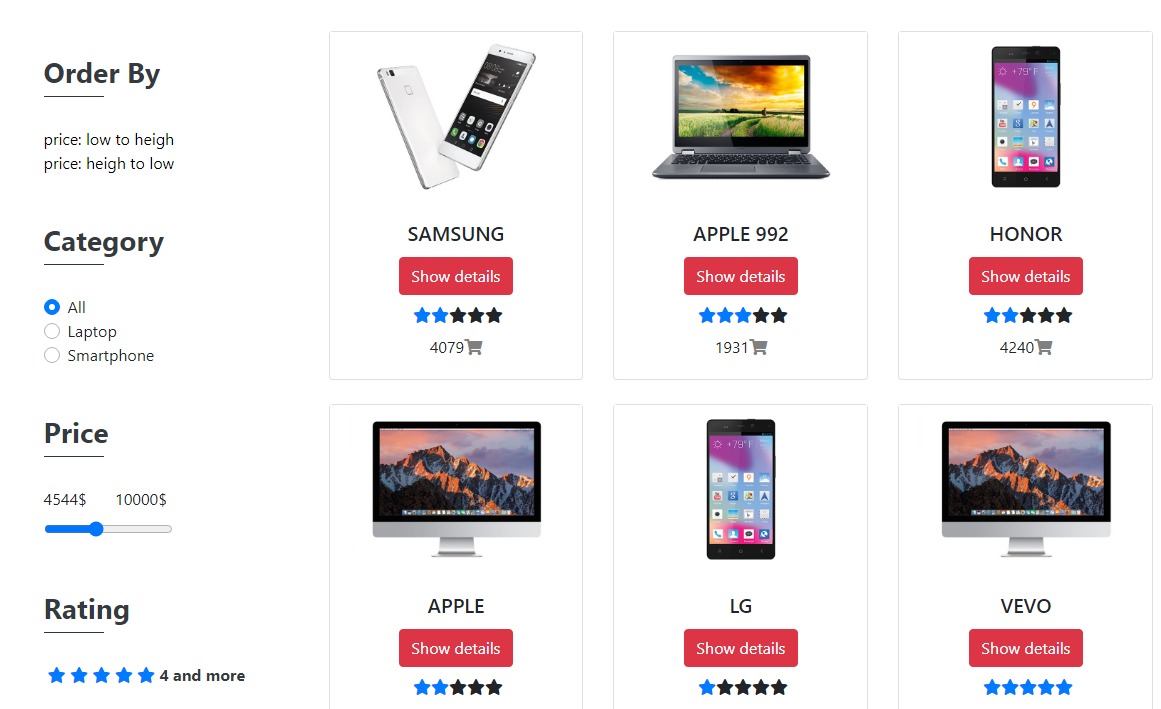 Order By
price: low to heigh
price: heigh to low
Category
All
Laptop
Smartphone
Price
4544$ 10000$
Rating
4 and more
+79° F
SAMSUNG APPLE 992 HONOR
Show details Show details Show details
4079 1931 4240
+79° F
APPLE LG VEVO
Show details Show details Show details